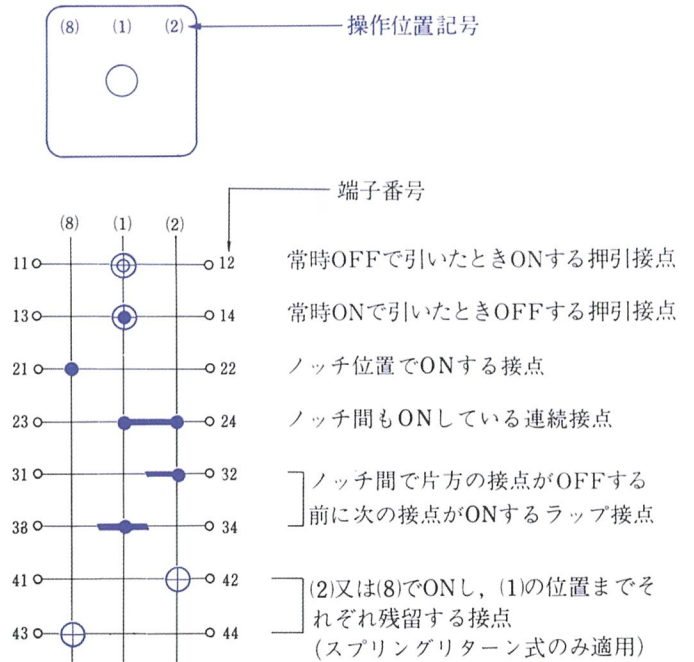 (8) (1) (2) 操作位置記号
端子番号
(8) (1) (2)
11 12 常時OFFで引いたときONする押引接点
13 14 常時ONで引いたときOFFする押引接点
21 22 ノッチ位置でONする接点
23 24 ノッチ間もONしている連続接点
31 32 ノッチ間で片方の接点がOFFする
38 34 前に次の接点がONするラップ接点
41 42 (2)又は(8)でONし，(1)の位置までそ
れぞれ残留する接点
43 44 (スプリングリターン式のみ適用)